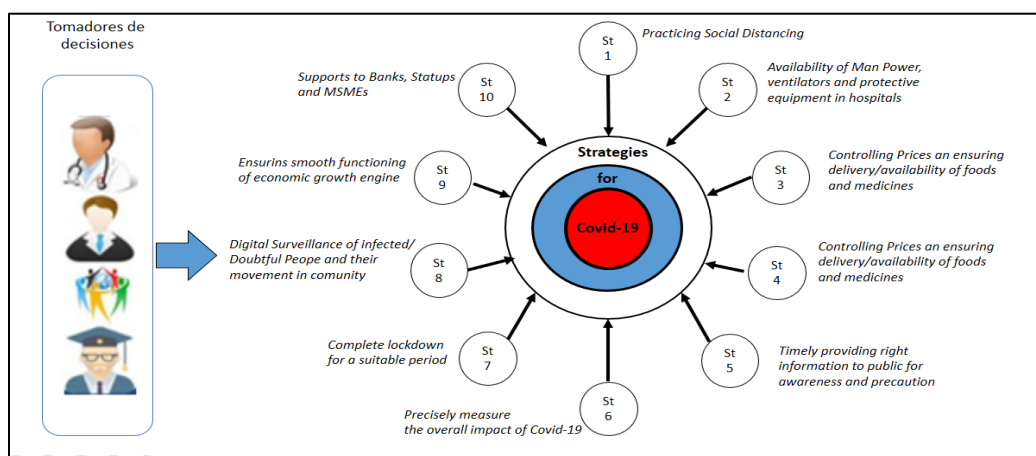 Tomadores de
decisiones
St
1
Practicing Social Distancing
St
2
Availability of Man Power,
ventilators and protective
equipment in hospitals
St
3
Controlling Prices an ensuring
delivery/availability of foods
and medicines
St
4
Controlling Prices an ensuring
delivery/availability of foods
and medicines
St
5
Timely providing right
information to public for
awareness and precaution
St
6
Precisely measure
the overall impact of Covid-19
St
7
Complete lockdown
for a suitable period
St
8
Digital Surveillance of infected/
Doubtful Peope and their
movement in comunity
St
9
Ensurins smooth functioning
of economic growth engine
St
10
Supports to Banks, Statups
and MSMEs
Strategies
for
Covid-19